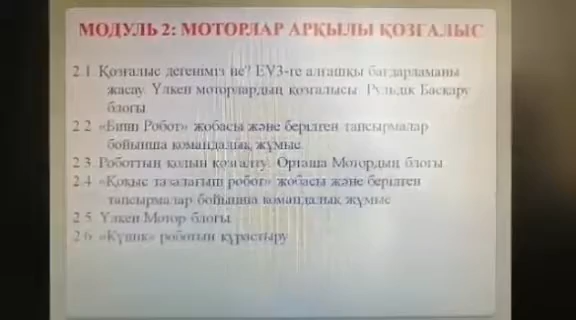 МОДУЛЬ 2: МОТОРЛАР АРҚЫЛЫ ҚОЗҒАЛЫС
2.1. Қозғалыс дегеніміз не? EV3-ге алғашқы бағдарламаны
жасау. Үлкен моторлардың қозғалысы. Рульдік Басқару
блогы.
2.2. «Биші Робот» жобасы және берілген тапсырмалар
бойынша командалық жұмыс.
2.3. Роботтың қолын қозғалту. Орташа Мотордың блогы.
2.4. «Қоқыс тазалағыш робот» жобасы және берілген
тапсырмалар бойынша командалық жұмыс
2.5. Үлкен Мотор блогы.
2.6. «Күшік» роботын құрастыру